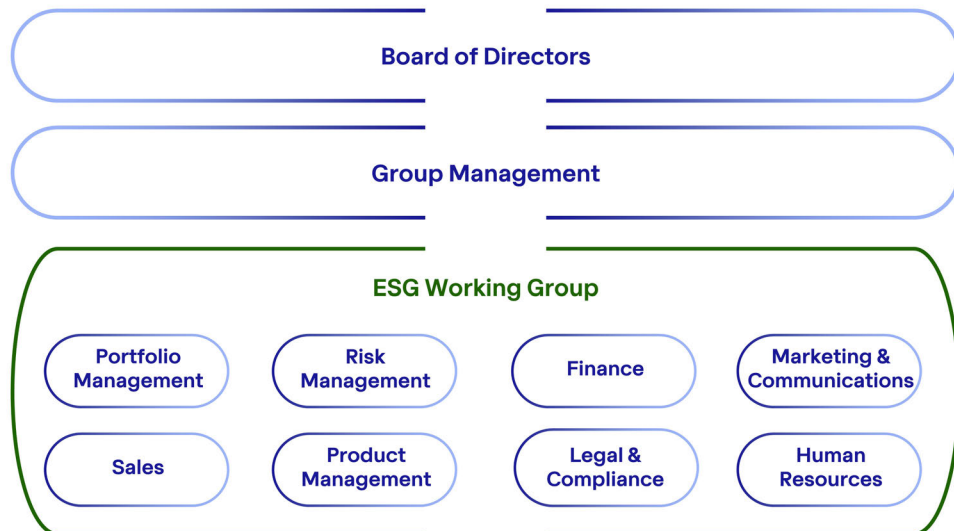 Board of Directors
Group Management
ESG Working Group
Portfolio
Management
Risk
Management
Finance
Marketing &
Communications
Sales
Product
Management
Legal &
Compliance
Human
Resources